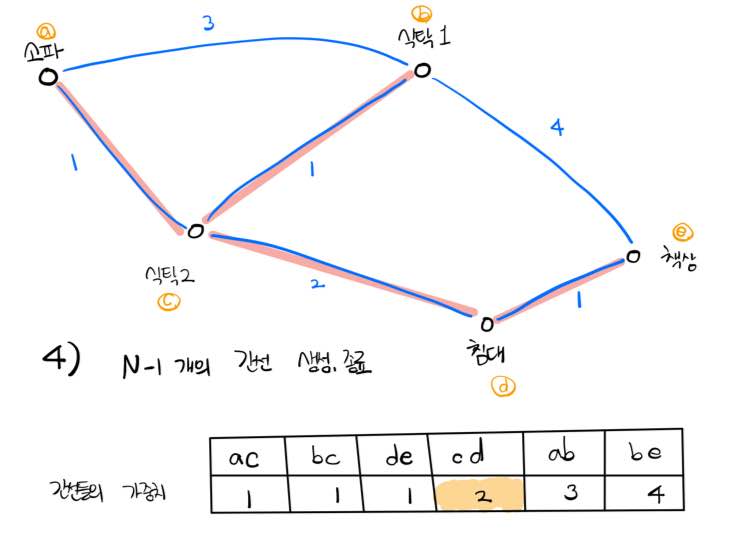 ⓐ
소파
3
ⓑ
식탁 1
1
1
4
식탁2
ⓒ
2
1
ⓔ
책상
침대
ⓓ
4) N-1 개의 간선 생성, 종료
ac bc de cd ab be
간선들의 가중치 1 1 1 2 3 4